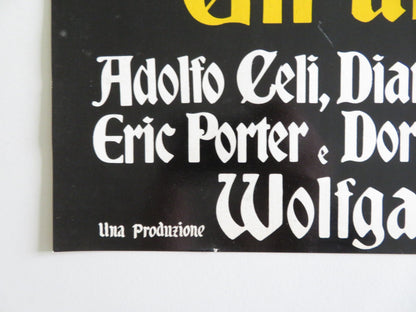 Adolfo Celi, Dia
Eric Porter e Dor
Wolfga
Una Produzione